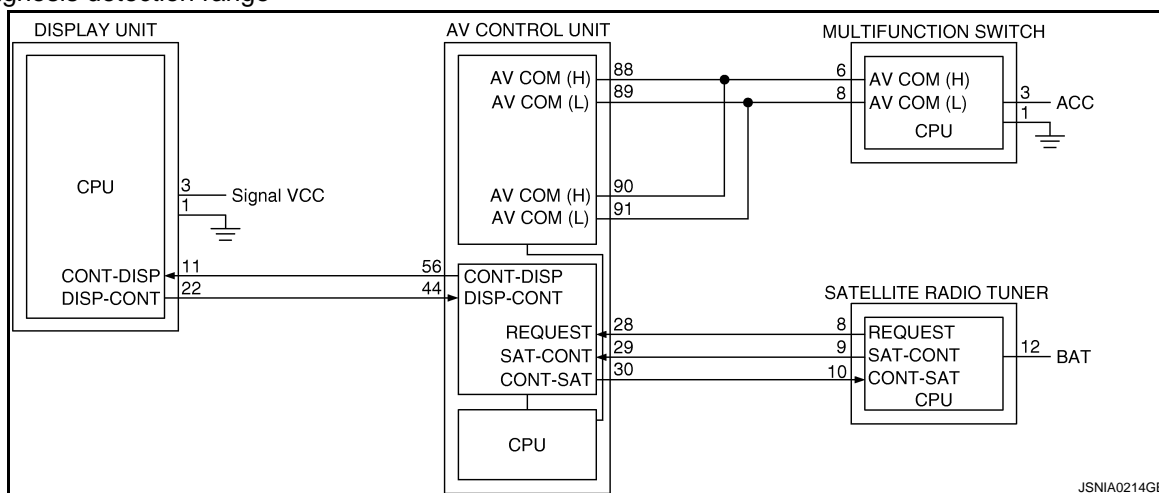 DISPLAY UNIT
CPU
3
Signal VCC
1
CONT-DISP
11
DISP-CONT
22
AV CONTROL UNIT
AV COM (H)
88
AV COM (L)
89
AV COM (H)
90
AV COM (L)
91
56
CONT-DISP
44
DISP-CONT
REQUEST
28
SAT-CONT
29
CONT-SAT
30
CPU
MULTIFUNCTION SWITCH
6
AV COM (H)
8
AV COM (L)
CPU
3
ACC
1
SATELLITE RADIO TUNER
8
REQUEST
9
SAT-CONT
10
CONT-SAT
CPU
12
BAT